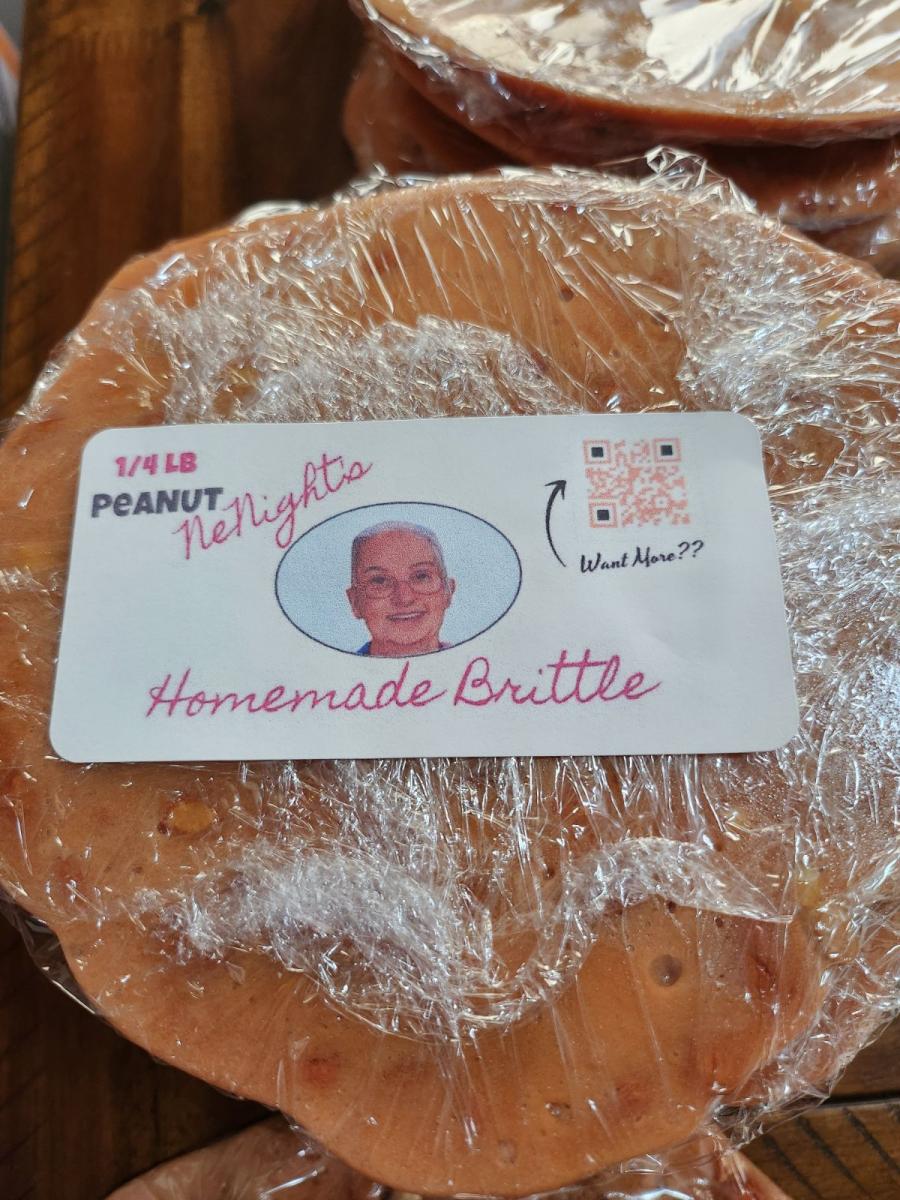 1/4 LB
PEANUT
NeNight's
Want More??
Homemade Brittle